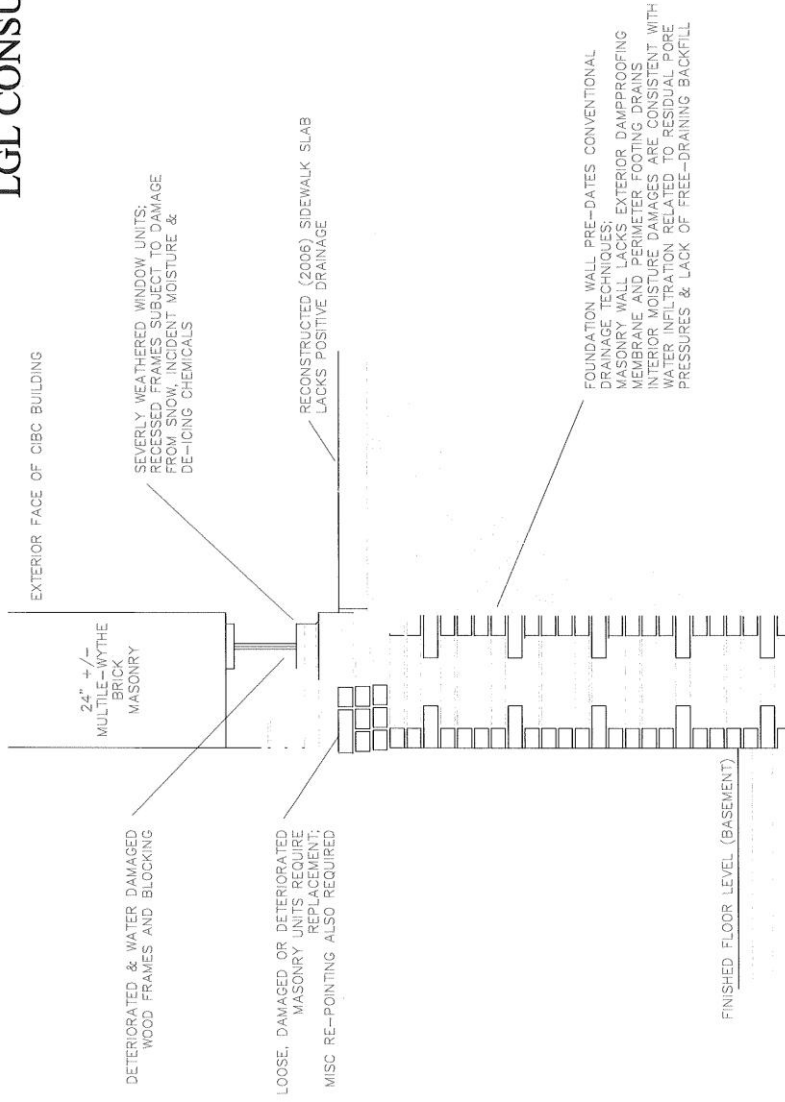 LGL CONSU
EXTERIOR FACE OF CIBC BUILDING
24" +/-
MULTILE-WYTHE
BRICK
MASONRY
SEVERLY WEATHERED WINDOW UNITS;
RECESSED FRAMES SUBJECT TO DAMAGE
FROM SNOW, INCIDENT MOISTURE &
DE-ICING CHEMICALS
DETERIORATED & WATER DAMAGED
WOOD FRAMES AND BLOCKING
RECONSTRUCTED (2006) SIDEWALK SLAB
LACKS POSITIVE DRAINAGE
LOOSE, DAMAGED OR DETERIORATED
MASONRY UNITS REQUIRE
REPLACEMENT;
MISC RE-POINTING ALSO REQUIRED
FOUNDATION WALL PRE-DATES CONVENTIONAL
DRAINAGE TECHNIQUES;
MASONRY WALL LACKS EXTERIOR DAMPPROOFING
MEMBRANE AND PERIMETER FOOTING DRAINS
INTERIOR MOISTURE DAMAGES ARE CONSISTENT WITH
WATER INFILTRATION RELATED TO RESIDUAL PORE
PRESSURES & LACK OF FREE-DRAINING BACKFILL
FINISHED FLOOR LEVEL (BASEMENT)